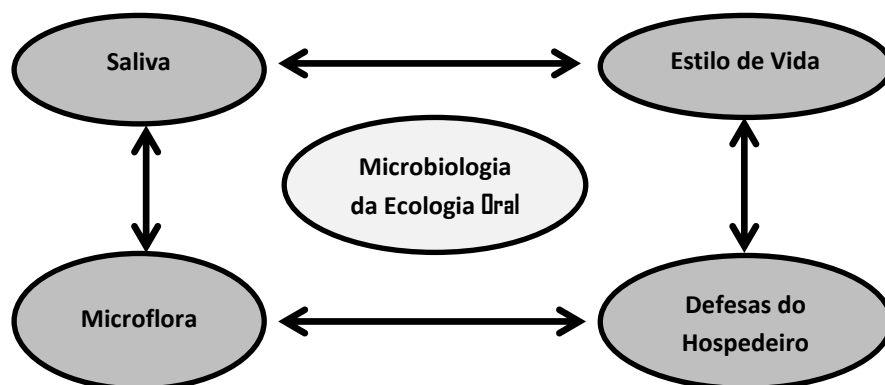 Saliva
Estilo de Vida
Microbiologia
da Ecologia Oral
Microflora
Defesas do
Hospedeiro